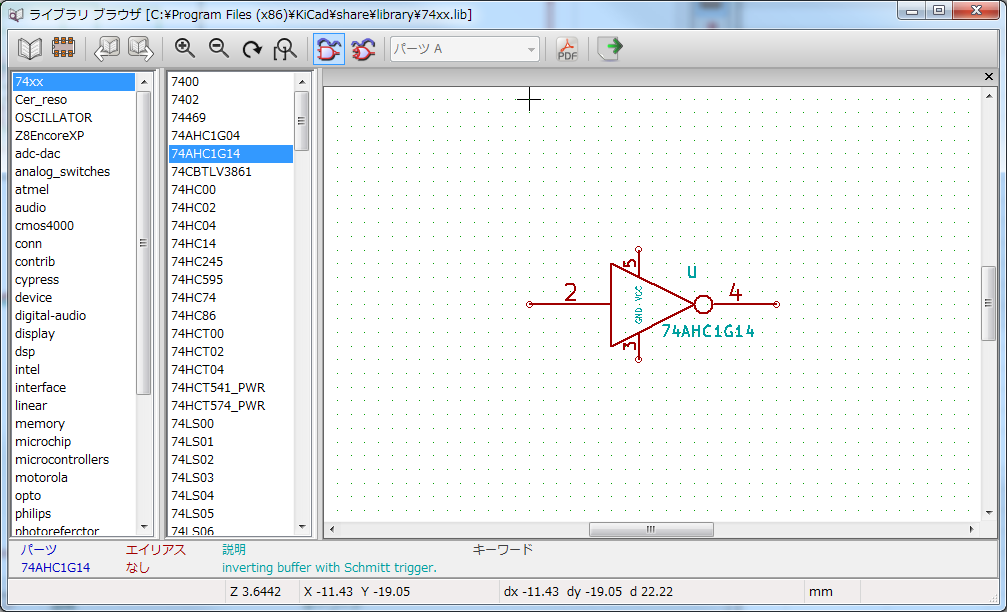 ライブラリ ブラウザ [C:¥Program Files (x86)¥KiCad¥share¥library¥74xx.lib]
パーツ A
PDF
74xx
Cer_reso
OSCILLATOR
Z8EncoreXP
adc-dac
analog_switches
atmel
audio
cmos4000
conn
contrib
cypress
device
digital-audio
display
dsp
intel
interface
linear
memory
microchip
microcontrollers
motorola
opto
philips
photoreferctor
7400
7402
74469
74AHC1G04
74AHC1G14
74CBTLV3861
74HC00
74HC02
74HC04
74HC14
74HC245
74HC595
74HC74
74HC86
74HCT00
74HCT02
74HCT04
74HCT541_PWR
74HCT574_PWR
74LS00
74LS01
74LS02
74LS03
74LS04
74LS05
74LS06
5
U
2
GND VCC
4
74AHC1G14
3
パーツ エイリアス 説明 キーワード
74AHC1G14 なし inverting buffer with Schmitt trigger.
Z 3.6442 X -11.43 Y -19.05 dx -11.43 dy -19.05 d 22.22 mm